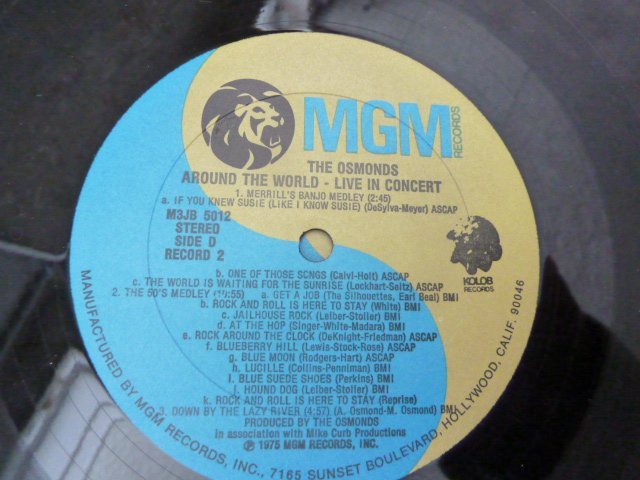 MGM RECORDS
THE OSMONDS
AROUND THE WORLD - LIVE IN CONCERT
1. MERRILL'S BANJO MEDLEY (2:45)
a. IF YOU KNEW SUSIE (LIKE I KNOW SUSIE) (DeSylva-Meyer) ASCAP
M3JB 5012
STEREO
SIDE D
RECORD 2
KOLOB
RECORDS
b. ONE OF THOSE SONGS (Calvi-Holt) ASCAP
c. THE WORLD IS WAITING FOR THE SUNRISE (Lockhart-Seitz) ASCAP
2. THE 50'S MEDLEY ( :55) a. GET A JOB (The Silhouttes, Earl Beal) BMI
b. ROCK AND ROLL IS HERE TO STAY (White) BMI
c. JAILHOUSE ROCK (Leiber-Stoller) BMI
d. AT THE HOP (Singer-White-Madara) BMI
e. ROCK AROUND THE CLOCK (DeKnight-Friedman) ASCAP
f. BLUEBERRY HILL (Lewis-Stock-Rose) ASCAP
g. BLUE MOON (Rodgers-Hart) ASCAP
h. LUCILLE (Collins-Penniman) BMI
i. BLUE SUEDE SHOES (Perkins) BMI
j. HOUND DOG (Leiber-Stoller) BMI
k. ROCK AND ROLL IS HERE TO STAY (Reprise)
3. DOWN BY THE LAZY RIVER (4:57) (A. Osmond-M. Osmond) BMI
PRODUCED BY
THE OSMONDS
In association with Mike Curb Productions
℗ 1975 MGM RECORDS, INC.
MANUFACTURED BY MGM RECORDS, INC., 7165 SUNSET BOULEVARD, HOLLYWOOD, CALIF. 90046